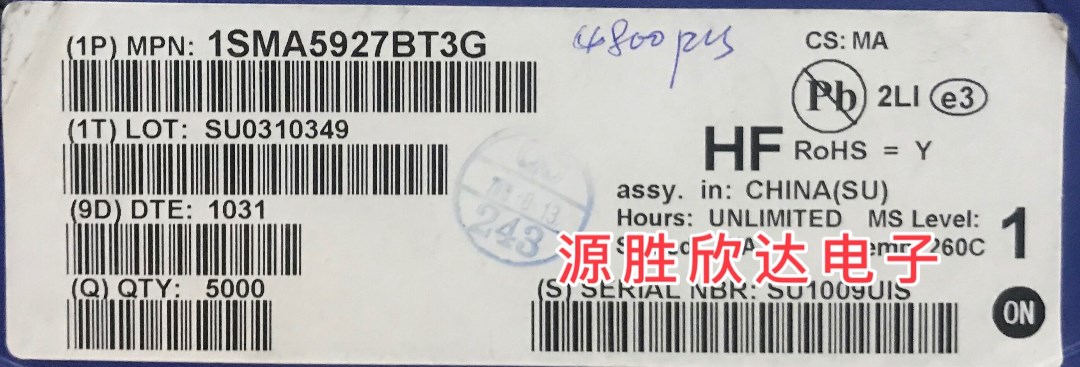 (1P) MPN: 1SMA5927BT3G
4800pcs
CS: MA
Pb 2LI e3
(1T) LOT: SU0310349
HF RoHS = Y
assy. in: CHINA(SU)
(9D) DTE: 1031
Hours: UNLIMITED MS Level: 1
243
260C
源胜欣达电子
(Q) QTY: 5000
(S) SERIAL NBR: SU1009UIS
ON